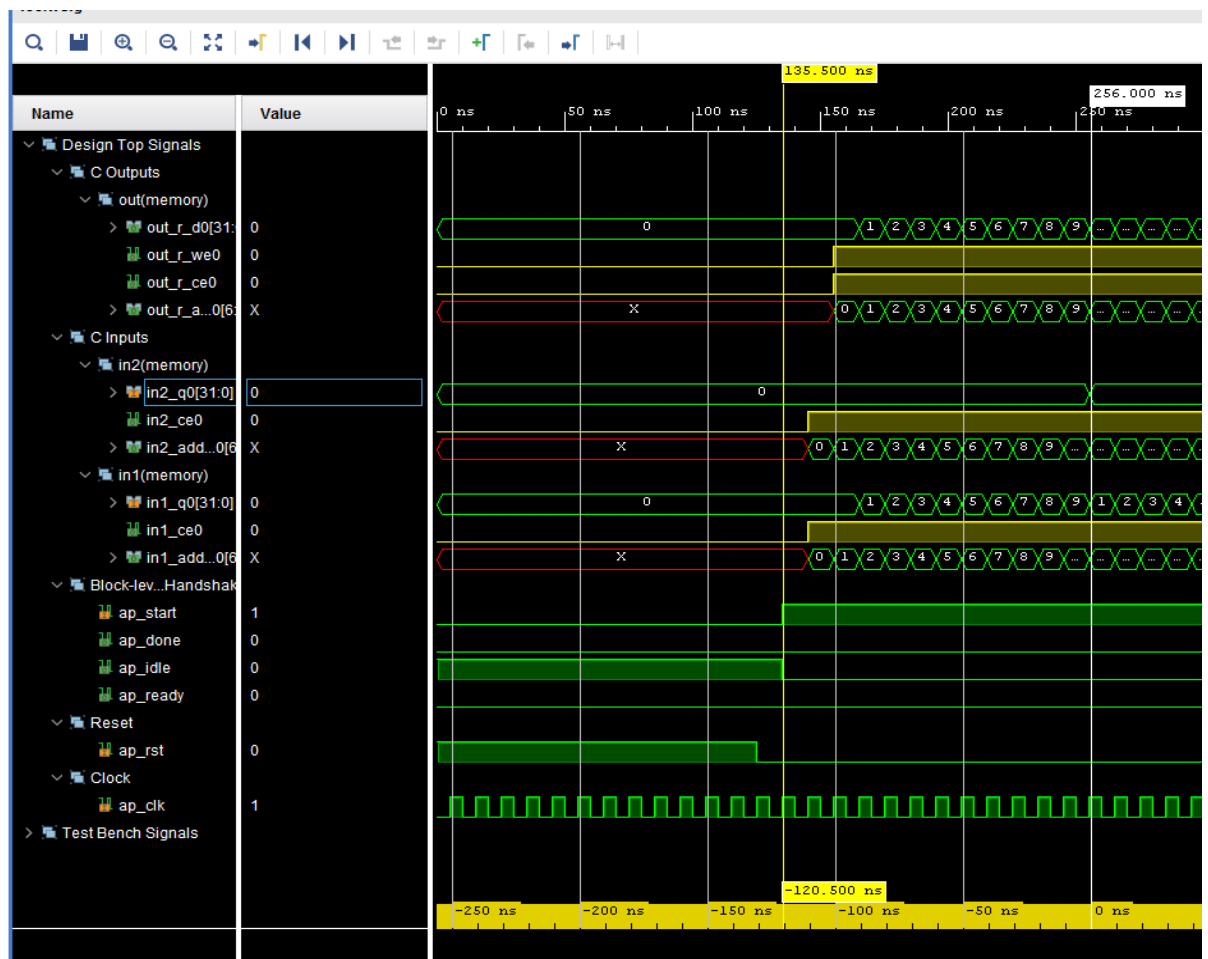 135.500 ns
256.000 ns
Name Value 0 ns 50 ns 100 ns 150 ns 200 ns 250 ns
Design Top Signals
C Outputs
out(memory)
out_r_d0[31: 0 0 1 2 3 4 5 6 7 8 9 ... ... ... ...
out_r_we0 0
out_r_ce0 0
out_r_a...0[6: X X 0 1 2 3 4 5 6 7 8 9 ... ... ... ...
C Inputs
in2(memory)
in2_q0[31:0] 0 0
in2_ce0 0
in2_add...0[6 X X 0 1 2 3 4 5 6 7 8 9 ... ... ... ...
in1(memory)
in1_q0[31:0] 0 0 1 2 3 4 5 6 7 8 9 1 2 3 4
in1_ce0 0
in1_add...0[6 X X 0 1 2 3 4 5 6 7 8 9 ... ... ... ...
Block-lev...Handshak
ap_start 1
ap_done 0
ap_idle 0
ap_ready 0
Reset
ap_rst 0
Clock
ap_clk 1
Test Bench Signals
-120.500 ns
-250 ns -200 ns -150 ns -100 ns -50 ns 0 ns